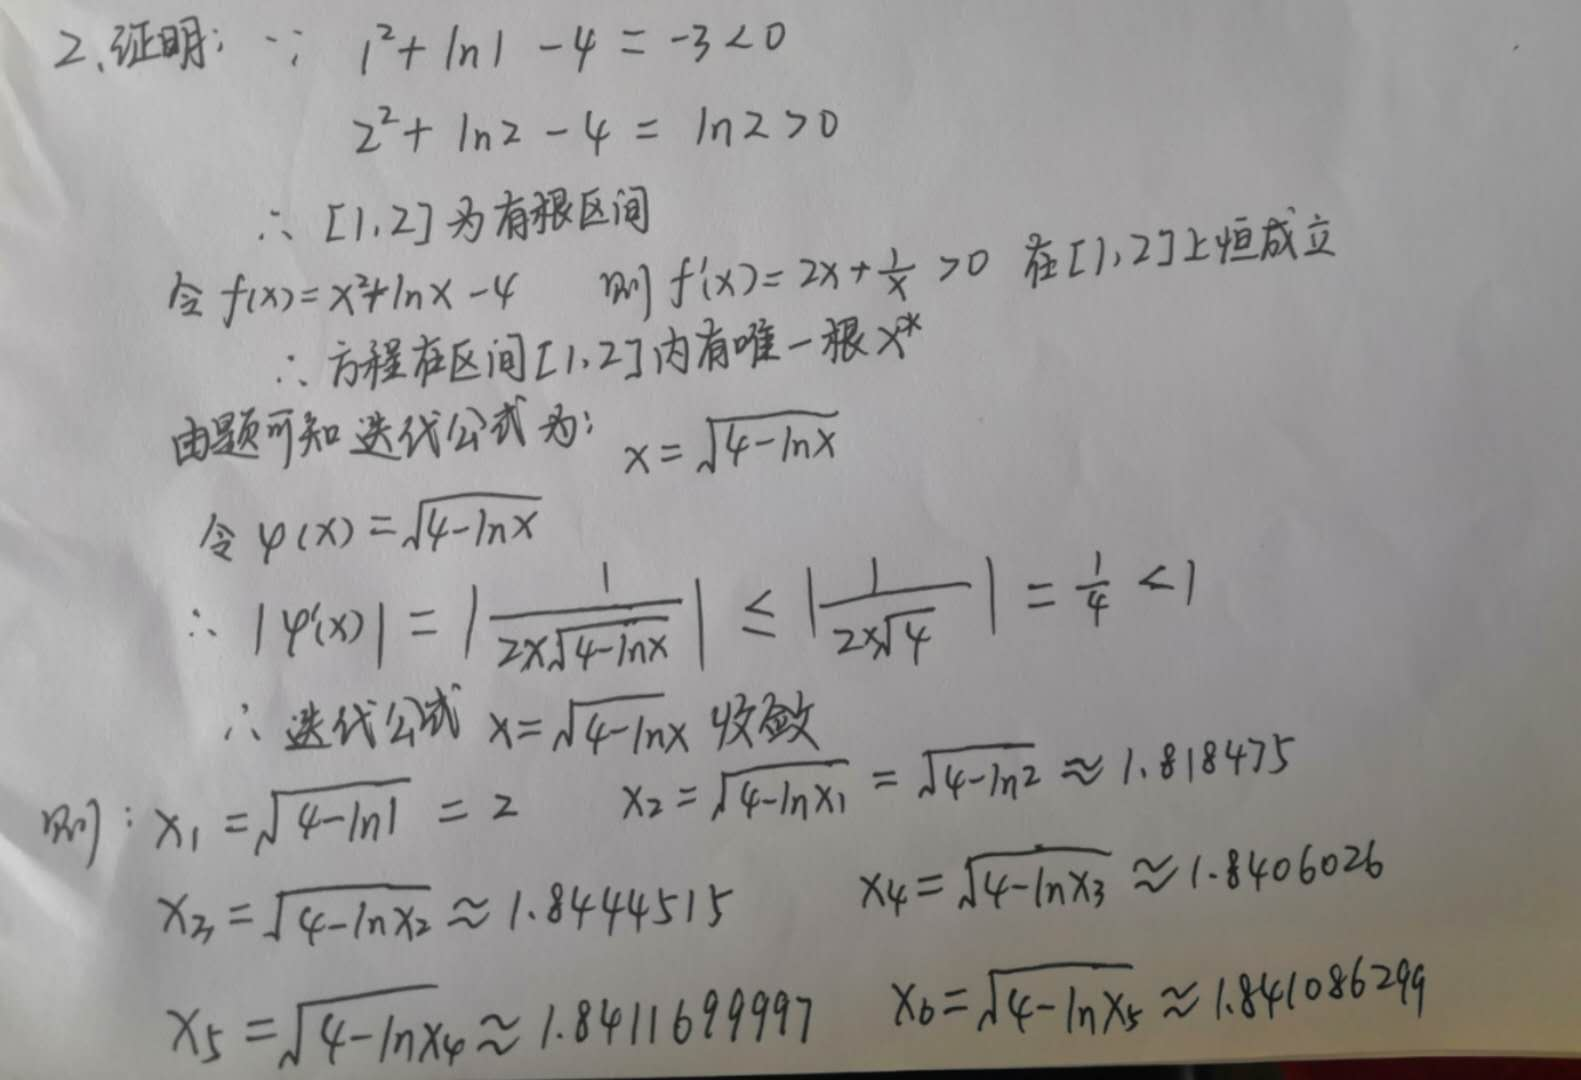 2.证明: ∵ 1²+ln1-4=-3<0
2²+ln2-4=ln2>0
∴ [1,2]为有根区间
令f(x)=x²+lnx-4 则f'(x)=2x+1/x>0 在[1,2]上恒成立
∴ 方程在区间[1,2]内有唯一根x*
由题可知迭代公式为: x=√(4-lnx)
令φ(x)=√(4-lnx)
∴ |φ'(x)|=|1/(2x√(4-lnx))|≤|1/(2x√4)|=1/4<1
∴ 迭代公式 x=√(4-lnx) 收敛
则: x₁=√(4-ln1)=2 x₂=√(4-lnx₁)=√(4-ln2)≈1.818475
x₃=√(4-lnx₂)≈1.8444515 x₄=√(4-lnx₃)≈1.8406026
x₅=√(4-lnx₄)≈1.8411699997 x₆=√(4-lnx₅)≈1.841086299